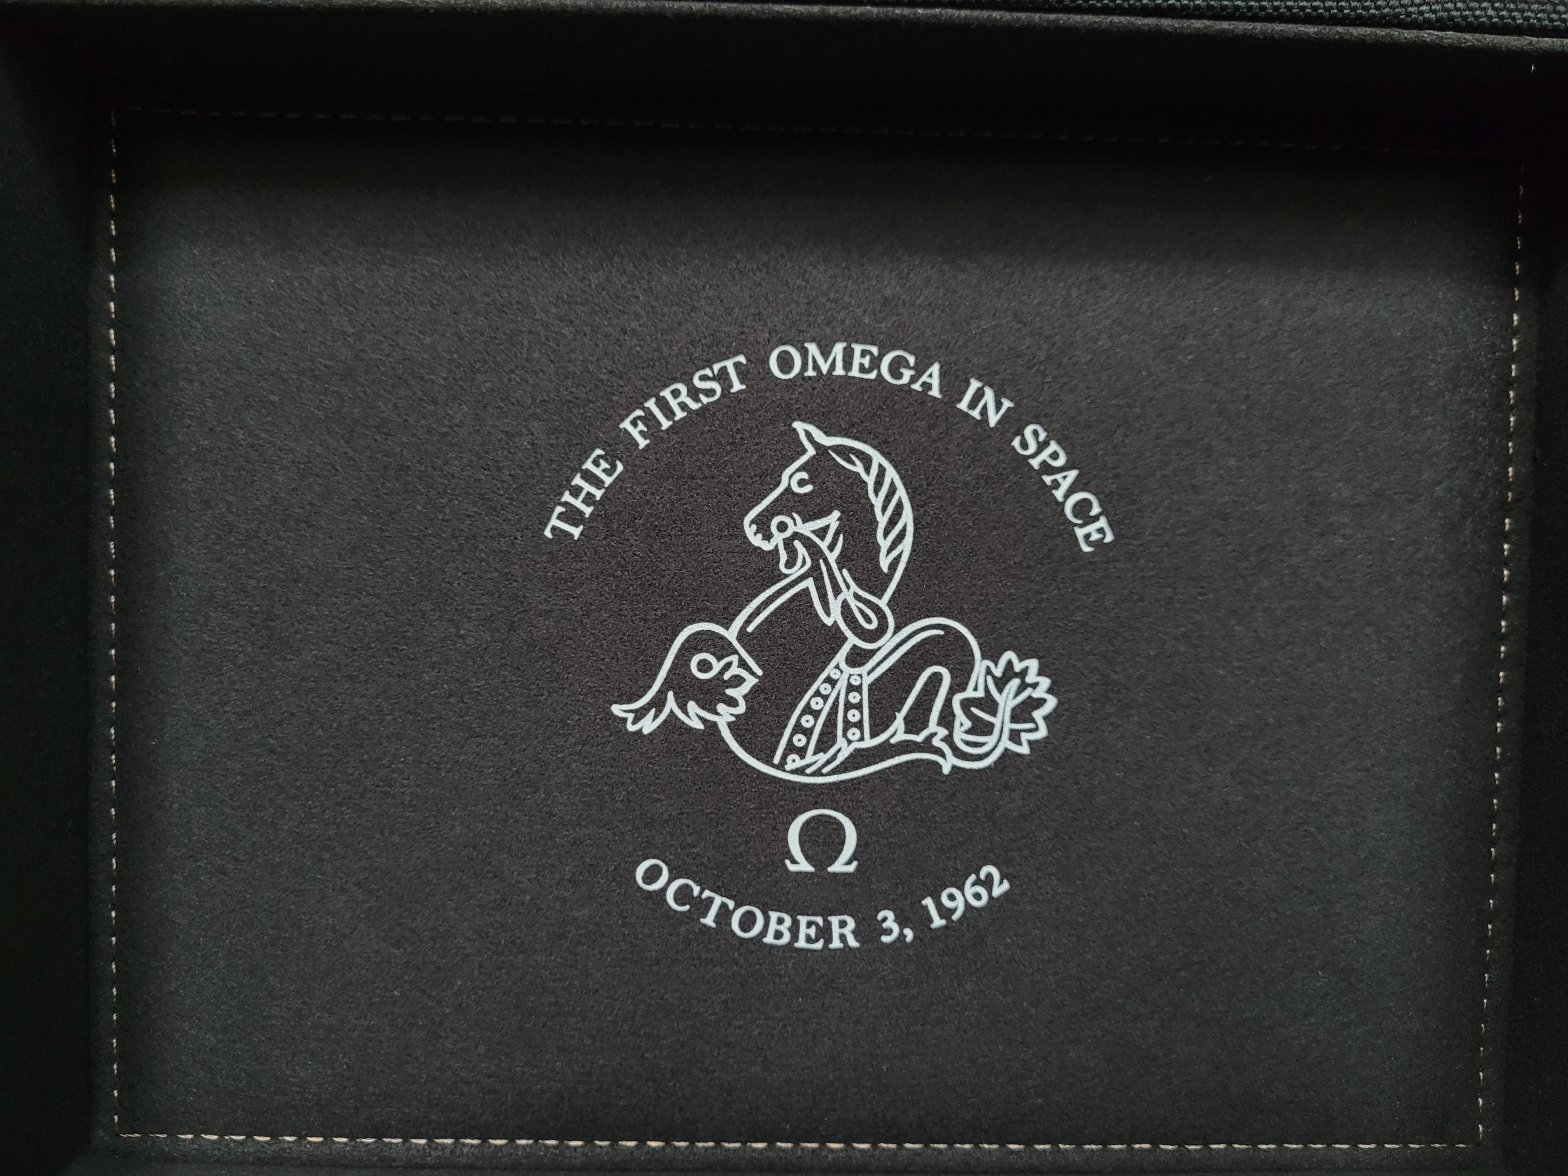 THE FIRST OMEGA IN SPACE
Ω
OCTOBER 3, 1962